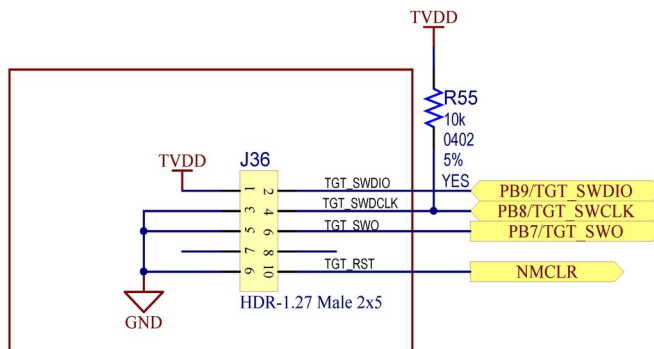 TVDD
R55
10k
0402
5%
YES
J36
TVDD
1 2 TGT_SWDIO PB9/TGT_SWDIO
3 4 TGT_SWDCLK PB8/TGT_SWCLK
5 6 TGT_SWO PB7/TGT_SWO
7 8
9 10 TGT_RST NMCLR
HDR-1.27 Male 2x5
GND